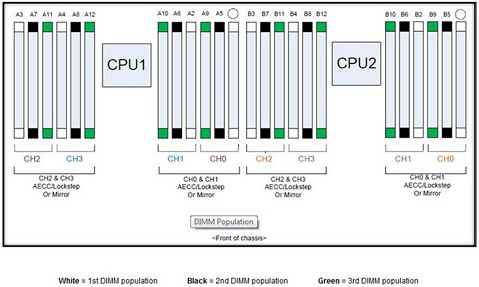 A3 A7 A11 A4 A8 A12 A10 A6 A2 A9 A5 B3 B7 B11 B4 B8 B12 B10 B6 B2 B9 B5
CPU1 CPU2
CH2 CH3 CH1 CH0 CH2 CH3 CH1 CH0
CH2 & CH3 CH0 & CH1 CH2 & CH3 CH0 & CH1
AECC/Lockstep AECC/Lockstep AECC/Lockstep AECC/Lockstep
Or Mirror Or Mirror Or Mirror Or Mirror
DIMM Population
<Front of chassis>
White = 1st DIMM population Black = 2nd DIMM population Green = 3rd DIMM population